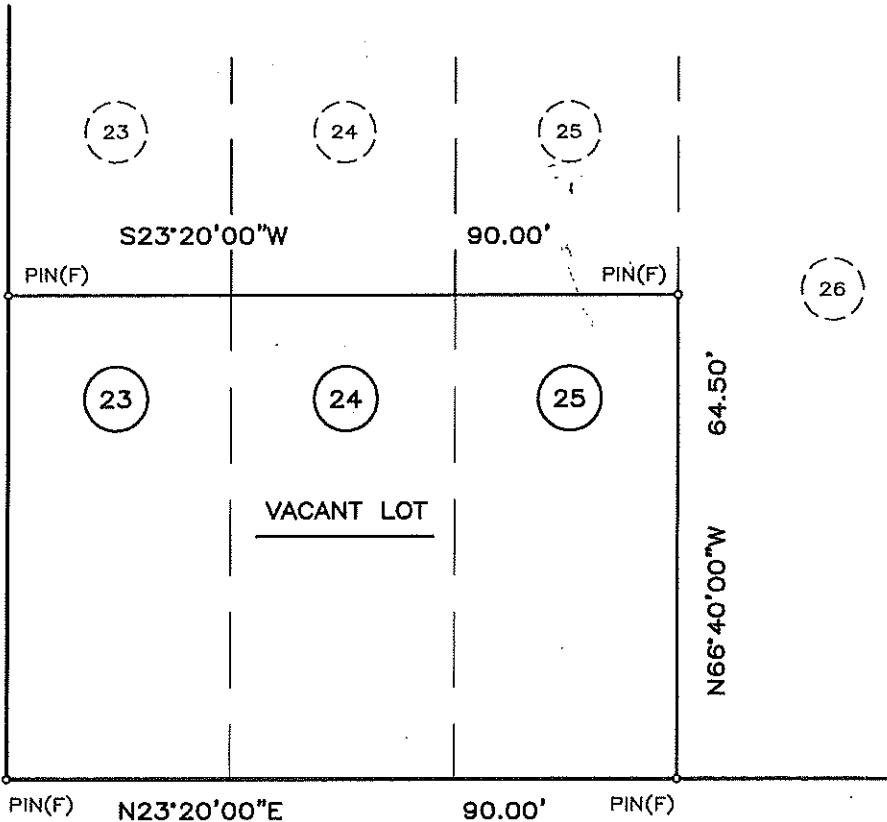 23 24 25
S23°20'00"W 90.00'
PIN(F) PIN(F)
26
23 24 25
64.50'
VACANT LOT
N66°40'00"W
PIN(F) N23°20'00"E 90.00' PIN(F)